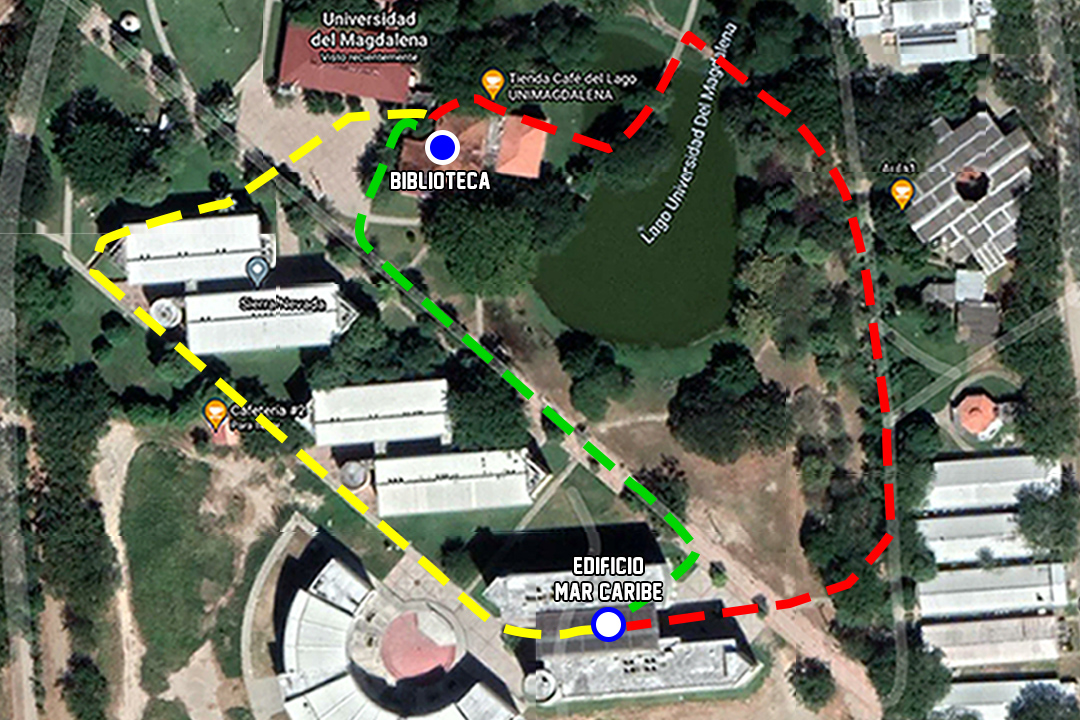 Universidad
del Magdalena
Visto recientemente
Tienda Café del Lago
UNIMAGDALENA
Lago Universidad Del Magdalena
Aula1
BIBLIOTECA
Sierra Nevada
Cafetería #2
EDIFICIO
MAR CARIBE